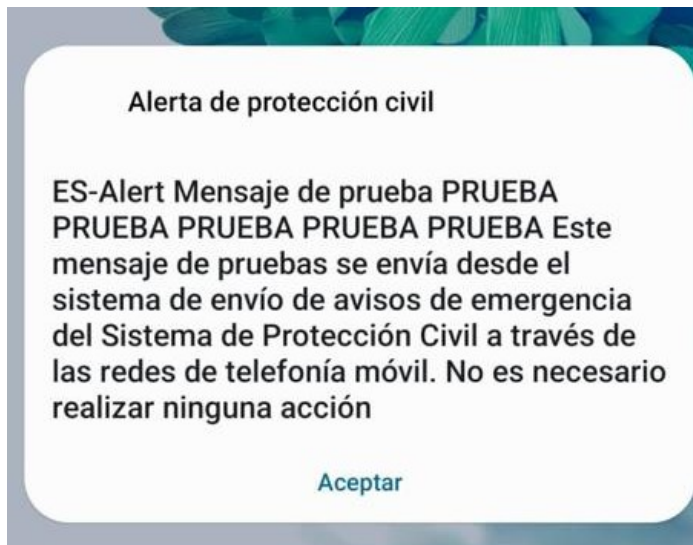 Alerta de protección civil
ES-Alert Mensaje de prueba PRUEBA
PRUEBA PRUEBA PRUEBA PRUEBA Este
mensaje de pruebas se envía desde el
sistema de envío de avisos de emergencia
del Sistema de Protección Civil a través de
las redes de telefonía móvil. No es necesario
realizar ninguna acción
Aceptar